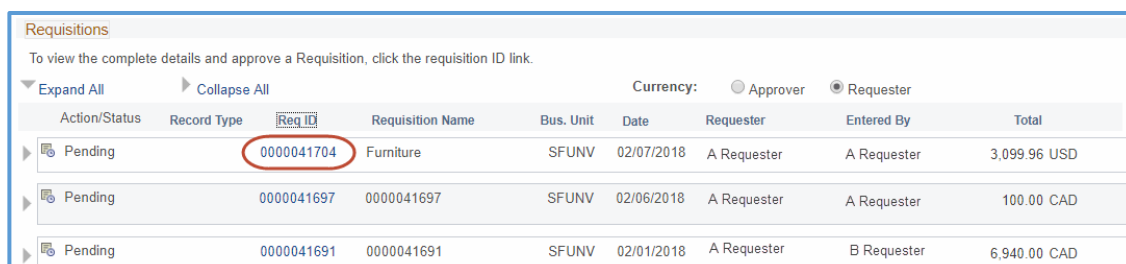 Requisitions
To view the complete details and approve a Requisition, click the requisition ID link.
Expand All Collapse All Currency: Approver Requester
Action/Status Record Type Req ID Requisition Name Bus. Unit Date Requester Entered By Total
Pending 0000041704 Furniture SFUNV 02/07/2018 A Requester A Requester 3,099.96 USD
Pending 0000041697 0000041697 SFUNV 02/06/2018 A Requester A Requester 100.00 CAD
Pending 0000041691 0000041691 SFUNV 02/01/2018 A Requester B Requester 6,940.00 CAD